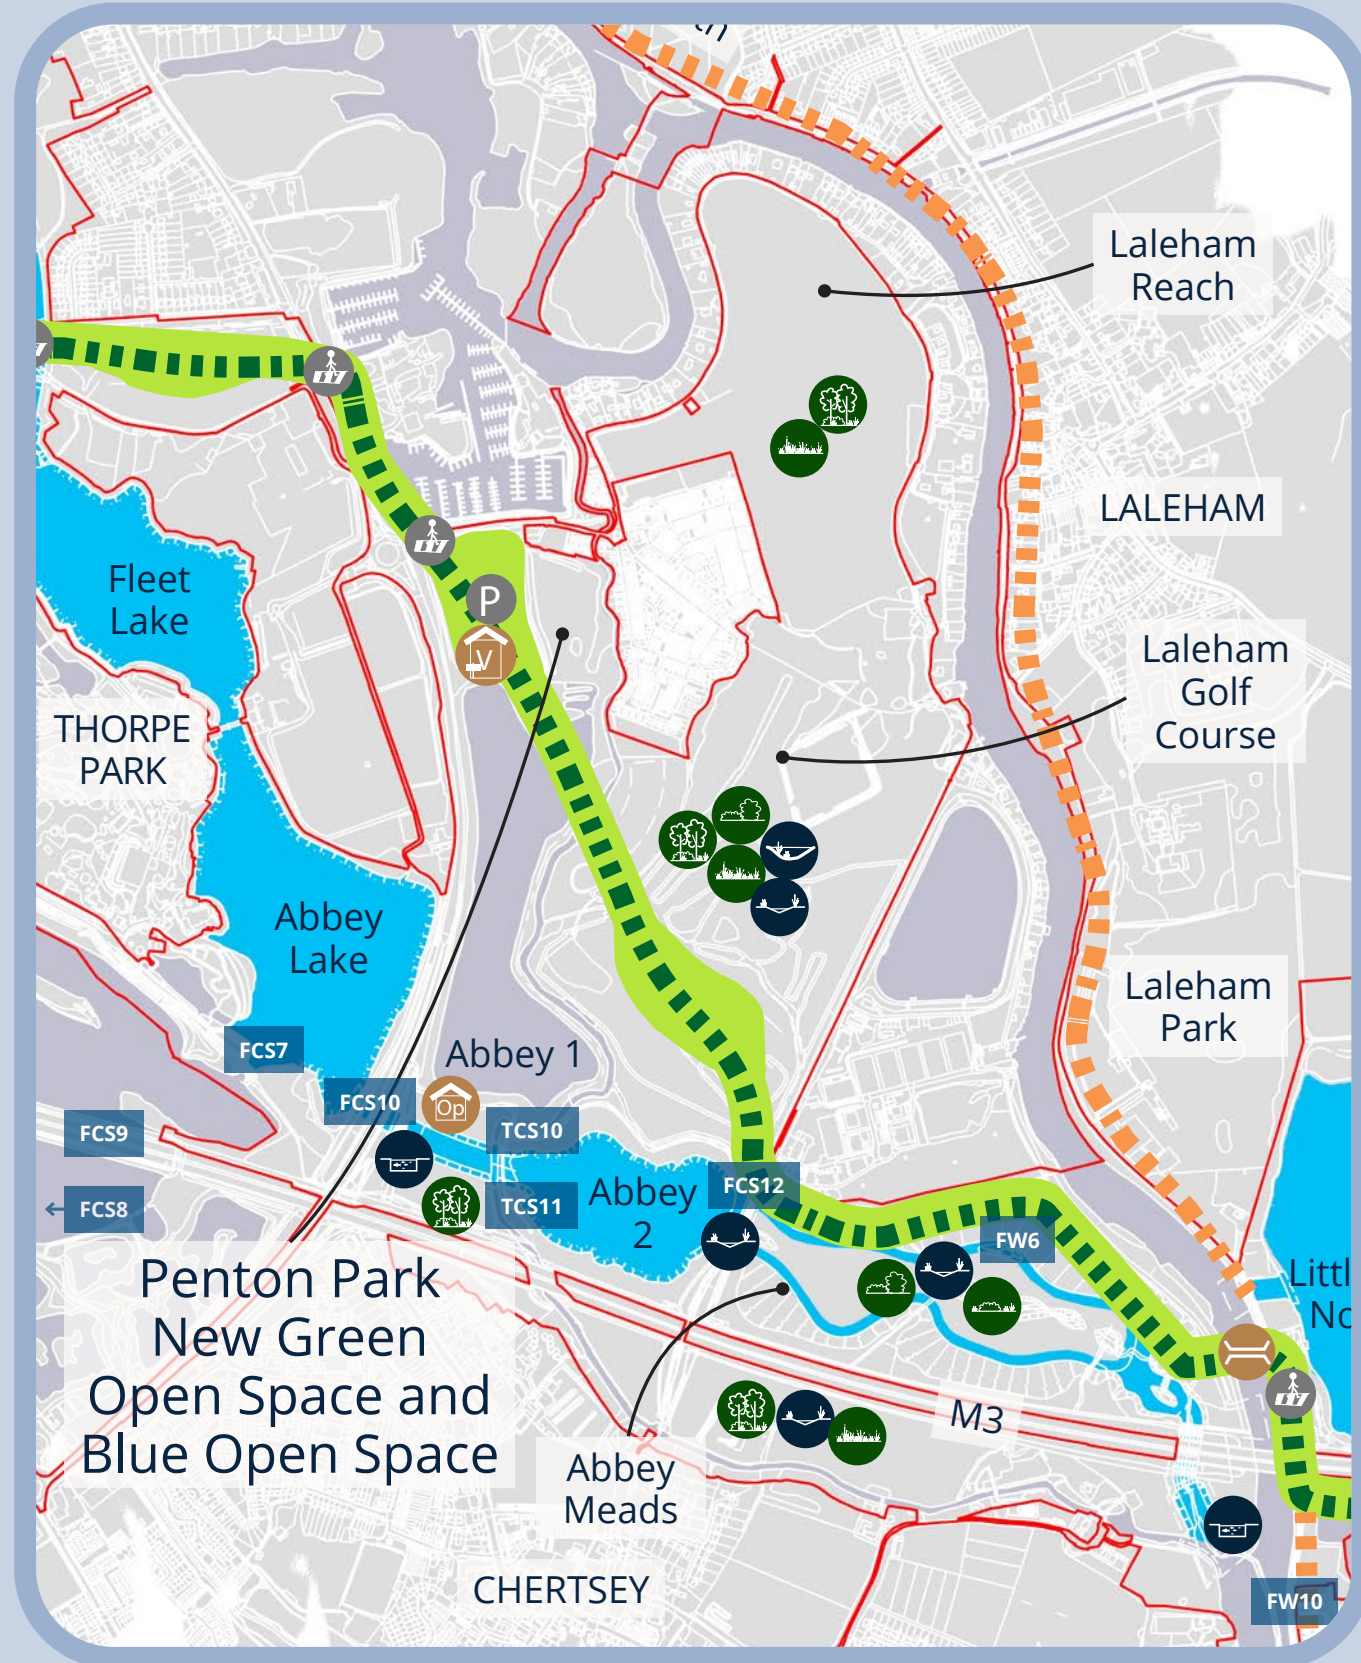 Laleham
Reach
LALEHAM
Fleet
Lake
P
V
Laleham
Golf
Course
THORPE
PARK
Abbey
Lake
Laleham
Park
FCS7
Abbey 1
FCS10
Op
FCS9
TCS10
FCS8
TCS11
Abbey
2
FCS12
FW6
Penton Park
New Green
Open Space and
Blue Open Space
M3
Abbey
Meads
CHERTSEY
FW10